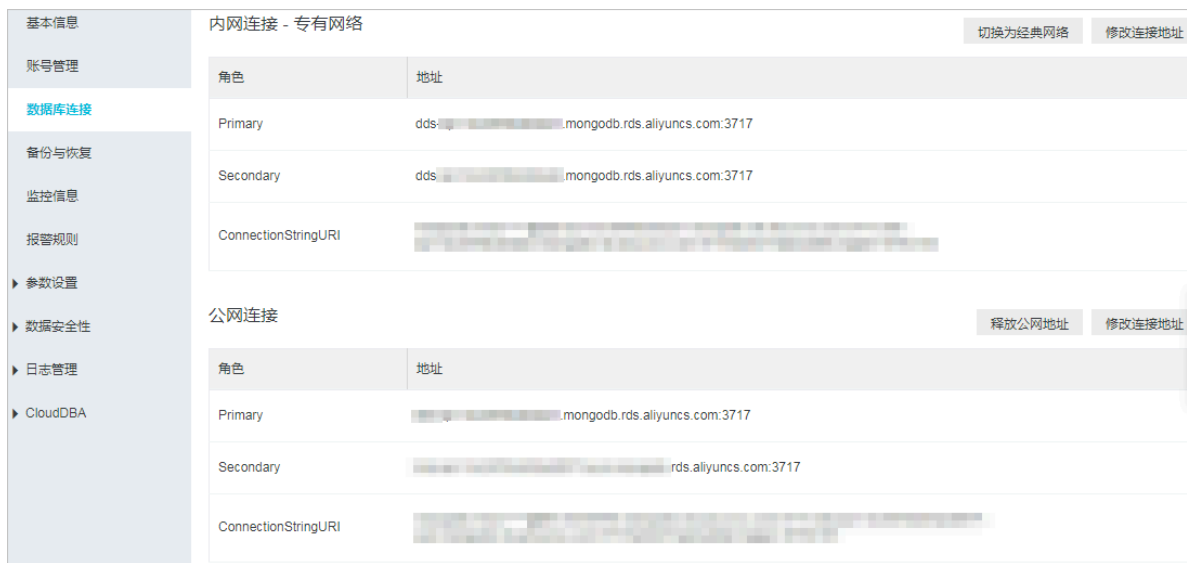 基本信息
账号管理
数据库连接
备份与恢复
监控信息
报警规则
参数设置
数据安全性
日志管理
CloudDBA
内网连接 - 专有网络
切换为经典网络 修改连接地址
角色 地址
Primary dds- .mongodb.rds.aliyuncs.com:3717
Secondary dds .mongodb.rds.aliyuncs.com:3717
ConnectionStringURI
公网连接
释放公网地址 修改连接地址
角色 地址
Primary .mongodb.rds.aliyuncs.com:3717
Secondary rds.aliyuncs.com:3717
ConnectionStringURI